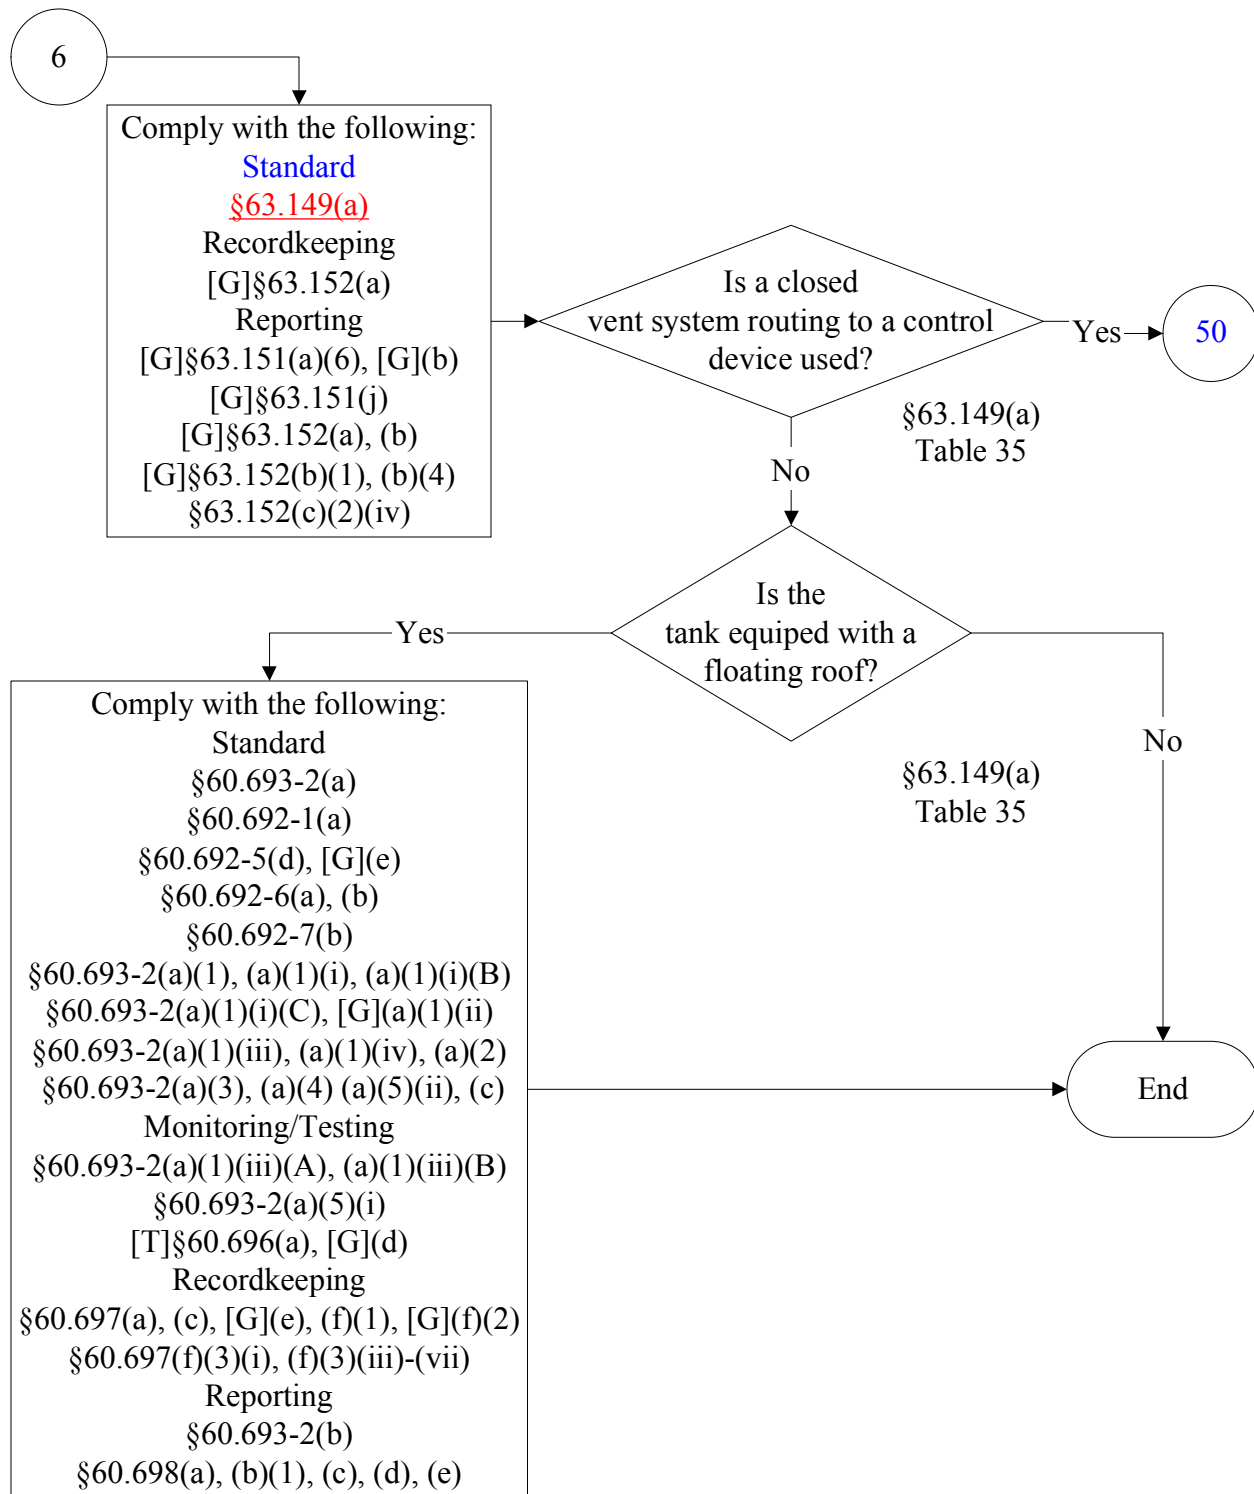 6
Comply with the following:
Standard
§63.149(a)
Recordkeeping
[G]§63.152(a)
Reporting
[G]§63.151(a)(6), [G](b)
[G]§63.151(j)
[G]§63.152(a), (b)
[G]§63.152(b)(1), (b)(4)
§63.152(c)(2)(iv)
Is a closed
vent system routing to a control
device used?
Yes
50
§63.149(a)
Table 35
No
Is the
tank equiped with a
floating roof?
Yes
No
§63.149(a)
Table 35
Comply with the following:
Standard
§60.693-2(a)
§60.692-1(a)
§60.692-5(d), [G](e)
§60.692-6(a), (b)
§60.692-7(b)
§60.693-2(a)(1), (a)(1)(i), (a)(1)(i)(B)
§60.693-2(a)(1)(i)(C), [G](a)(1)(ii)
§60.693-2(a)(1)(iii), (a)(1)(iv), (a)(2)
§60.693-2(a)(3), (a)(4) (a)(5)(ii), (c)
Monitoring/Testing
§60.693-2(a)(1)(iii)(A), (a)(1)(iii)(B)
§60.693-2(a)(5)(i)
[T]§60.696(a), [G](d)
Recordkeeping
§60.697(a), (c), [G](e), (f)(1), [G](f)(2)
§60.697(f)(3)(i), (f)(3)(iii)-(vii)
Reporting
§60.693-2(b)
§60.698(a), (b)(1), (c), (d), (e)
End